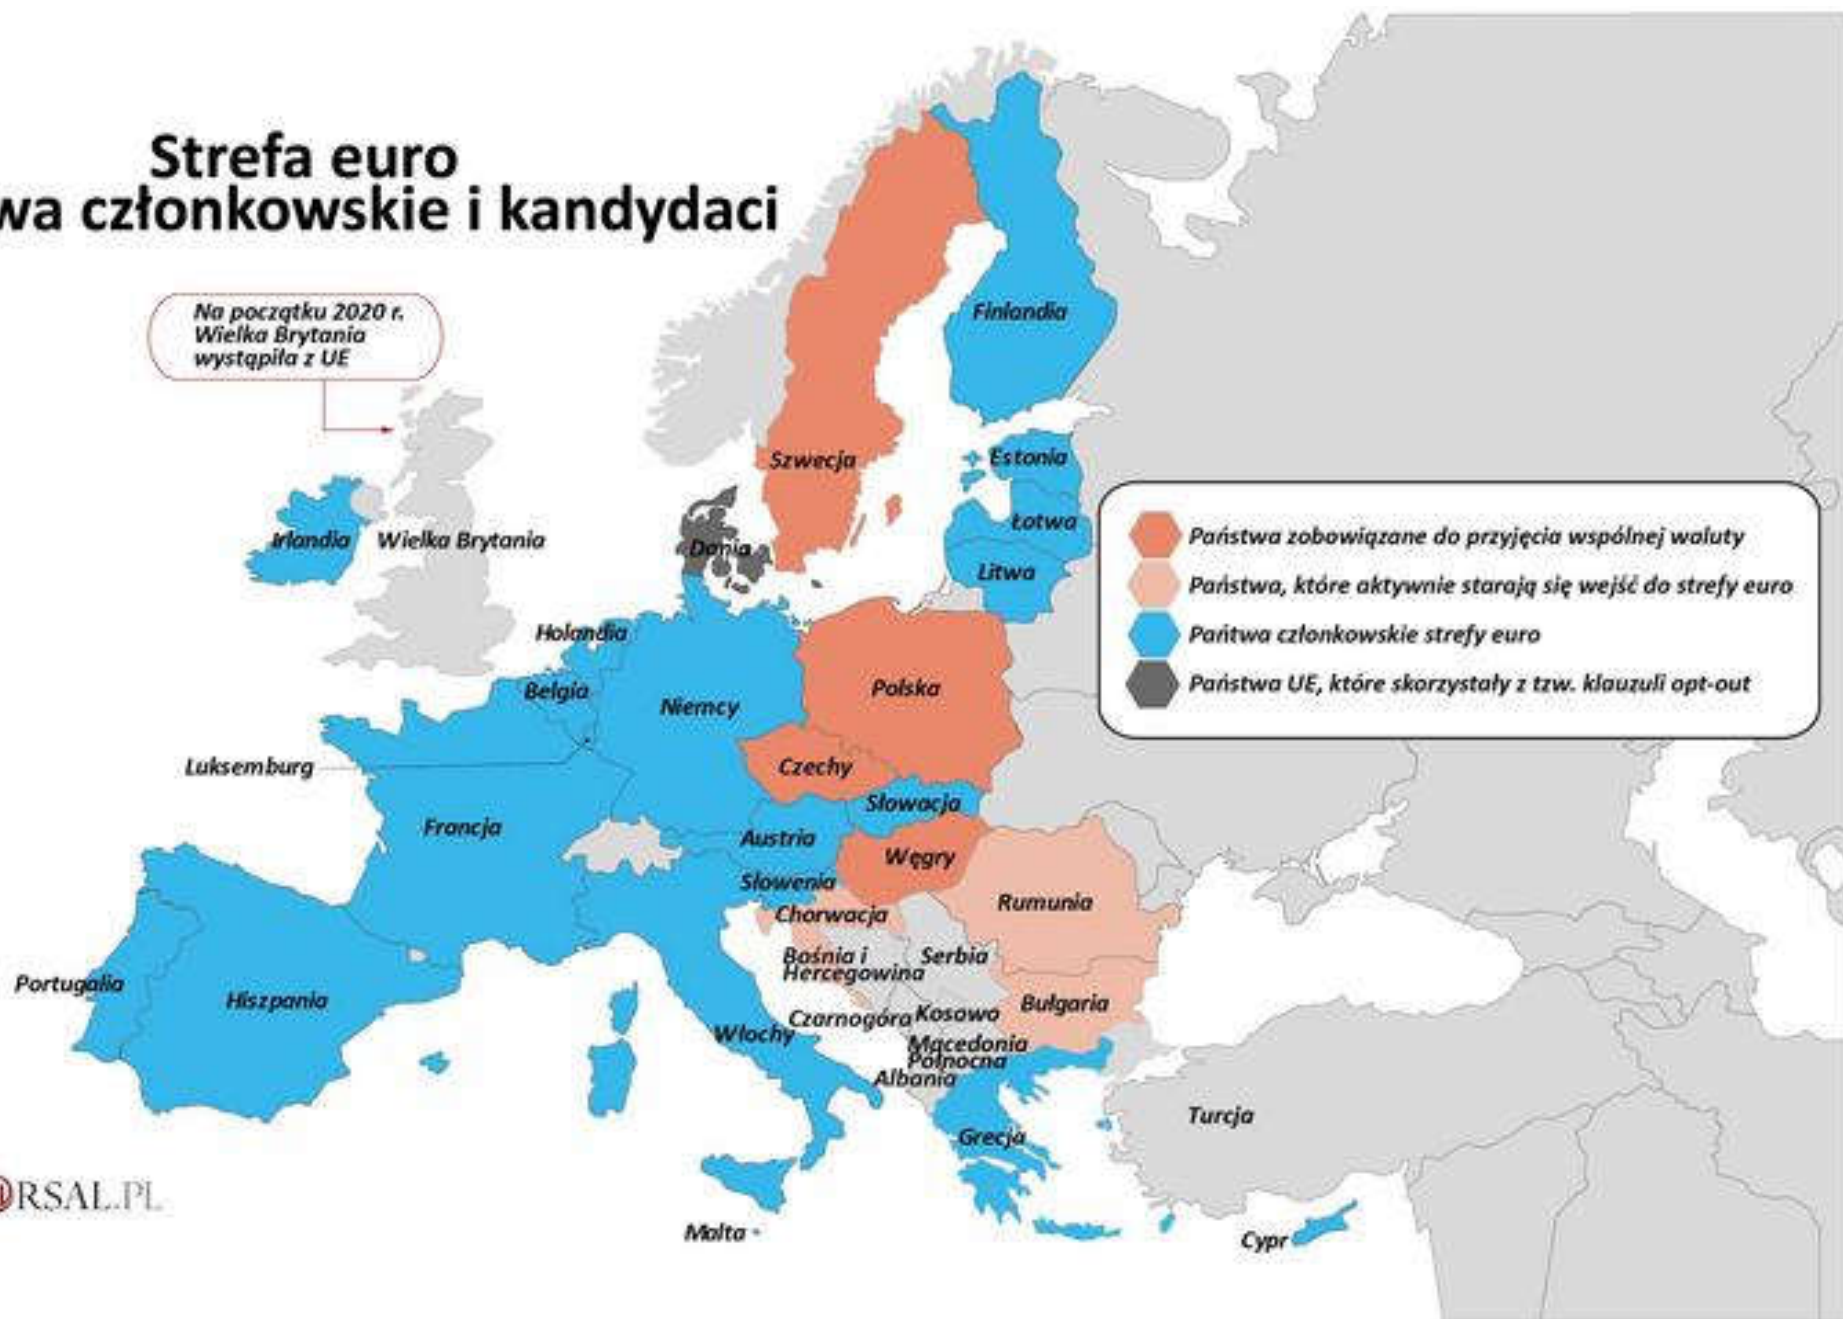 Strefa euro
wa członkowskie i kandydaci
Na początku 2020 r.
Wielka Brytania
wystąpiła z UE
Finlandia
Szwecja
Estonia
Łotwa
Litwa
Irlandia
Wielka Brytania
Dania
Państwa zobowiązane do przyjęcia wspólnej waluty
Państwa, które aktywnie starają się wejść do strefy euro
Pańtwa członkowskie strefy euro
Państwa UE, które skorzystały z tzw. klauzuli opt-out
Holandia
Belgia
Niemcy
Polska
Luksemburg
Czechy
Słowacja
Francja
Austria
Węgry
Słowenia
Rumunia
Chorwacja
Bośnia i
Hercegowina
Serbia
Portugalia
Hiszpania
Bułgaria
Czarnogóra
Kosowo
Włochy
Macedonia
Północna
Albania
Turcja
Grecja
RSAL.PL
Malta
Cypr